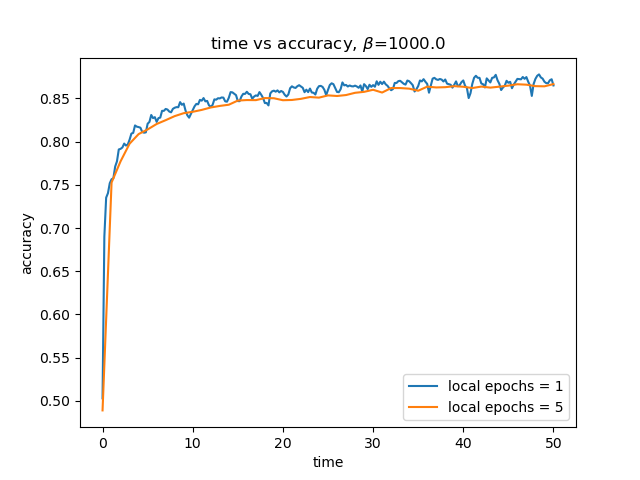 time vs accuracy, β=1000.0
accuracy
0.85
0.80
0.75
0.70
0.65
0.60
0.55
0.50
local epochs = 1
local epochs = 5
0 10 20 30 40 50
time